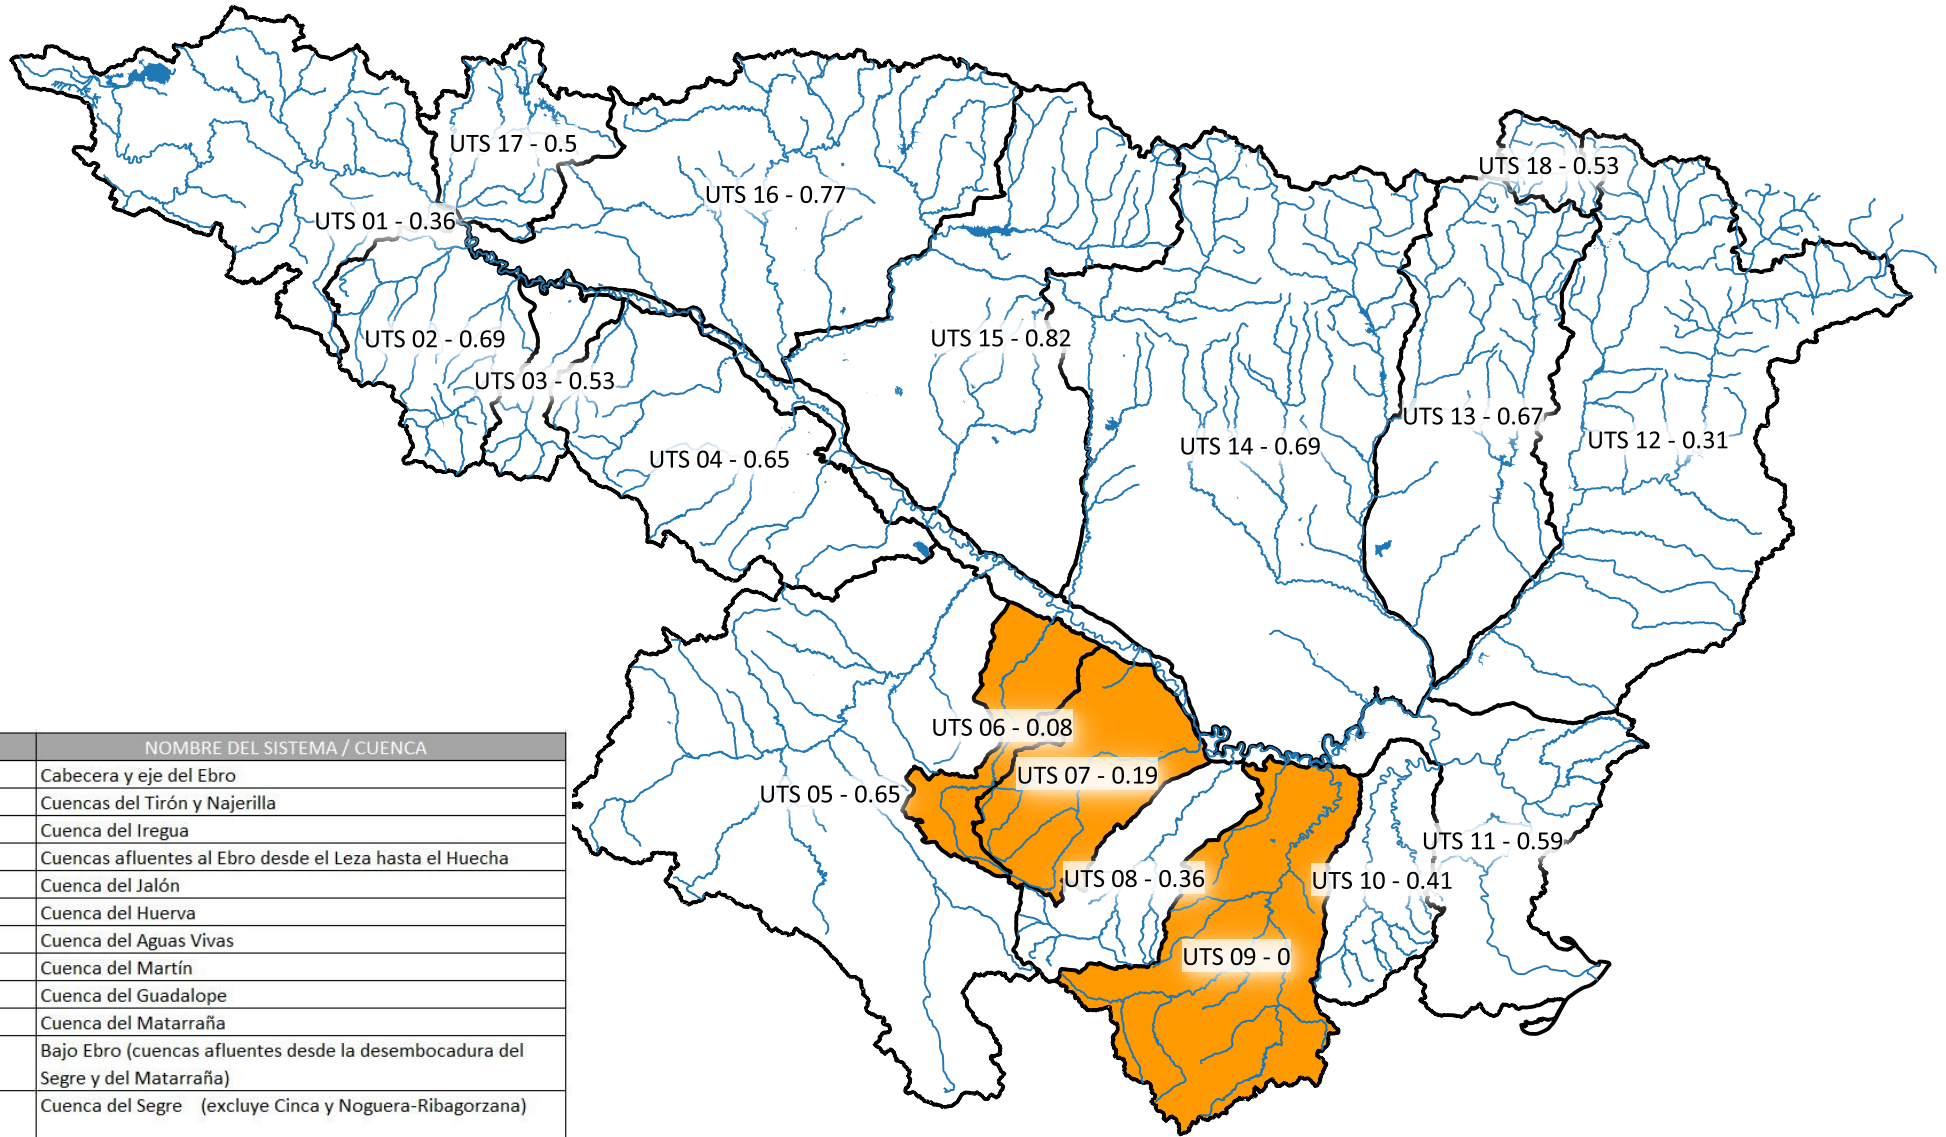 UTS 17 - 0.5
UTS 18 - 0.53
UTS 16 - 0.77
UTS 01 - 0.36
UTS 02 - 0.69
UTS 15 - 0.82
UTS 03 - 0.53
UTS 13 - 0.67
UTS 14 - 0.69
UTS 12 - 0.31
UTS 04 - 0.65
UTS 06 - 0.08
UTS 07 - 0.19
UTS 05 - 0.65
UTS 11 - 0.59
UTS 08 - 0.36
UTS 10 - 0.41
UTS 09 - 0
NOMBRE DEL SISTEMA / CUENCA
Cabecera y eje del Ebro
Cuencas del Tirón y Najerilla
Cuenca del Iregua
Cuencas afluentes al Ebro desde el Leza hasta el Huecha
Cuenca del Jalón
Cuenca del Huerva
Cuenca del Aguas Vivas
Cuenca del Martín
Cuenca del Guadalope
Cuenca del Matarraña
Bajo Ebro (cuencas afluentes desde la desembocadura del
Segre y del Matarraña)
Cuenca del Segre (excluye Cinca y Noguera-Ribagorzana)